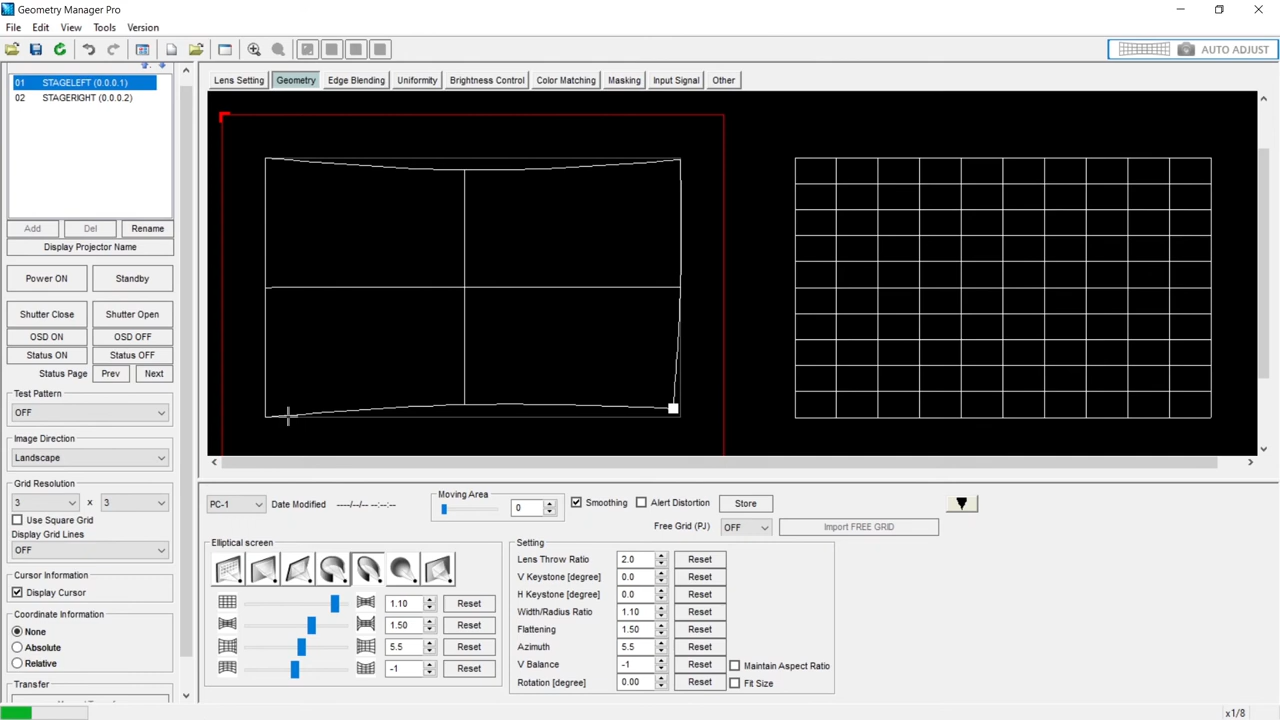 Geometry Manager Pro
File Edit View Tools Version
AUTO ADJUST
01 STAGELEFT (0.0.0.1)
02 STAGERIGHT (0.0.0.2)
Add Del Rename
Display Projector Name
Power ON Standby
Shutter Close Shutter Open
OSD ON OSD OFF
Status ON Status OFF
Status Page Prev Next
Test Pattern
OFF
Image Direction
Landscape
Grid Resolution
3 x 3
Use Square Grid
Display Grid Lines
OFF
Cursor Information
Display Cursor
Coordinate Information
None
Absolute
Relative
Transfer
Lens Setting Geometry Edge Blending Uniformity Brightness Control Color Matching Masking Input Signal Other
PC-1 Date Modified ----/--/-- --:--:--
Moving Area
0
Smoothing Alert Distortion Store
Free Grid (PJ) OFF Import FREE GRID
Elliptical screen
1.10 Reset
1.50 Reset
5.5 Reset
-1 Reset
Setting
Lens Throw Ratio 2.0 Reset
V Keystone [degree] 0.0 Reset
H Keystone [degree] 0.0 Reset
Width/Radius Ratio 1.10 Reset
Flattening 1.50 Reset
Azimuth 5.5 Reset
V Balance -1 Reset Maintain Aspect Ratio
Rotation [degree] 0.00 Reset Fit Size
x1/8